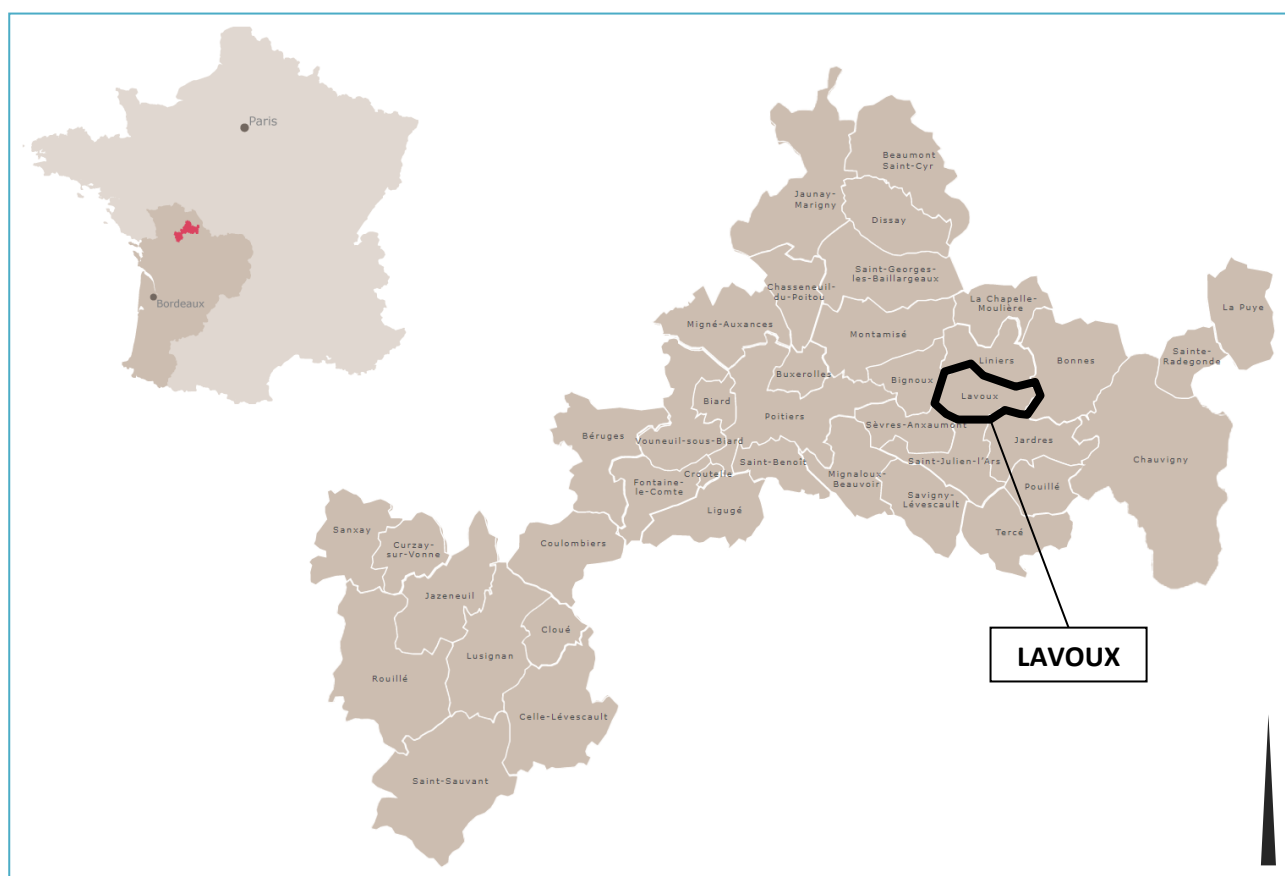 Paris
Bordeaux
Beaumont
Saint-Cyr
Jaunay-
Marigny
Dissay
Saint-Georges-
les-Baillargeaux
Chasseneuil-
du-Poitou
La Chapelle-
Moulière
La Puye
Migné-Auxances
Montamisé
Sainte-
Radegonde
Liniers
Bonnes
Buxerolles
Bignoux
Biard
Lavoux
Poitiers
Sèvres-Anxaumont
Béruges
Vouneuil-sous-Biard
Jardres
Chauvigny
Saint-Benoît
Saint-Julien-l'Ars
Croutelle
Mignaloux-
Beauvoir
Fontaine-
le-Comte
Pouillé
Savigny-
Lévescault
Ligugé
Sanxay
Tercé
Curzay-
sur-Vonne
Coulombiers
Jazeneuil
Cloué
Lusignan
LAVOUX
Rouillé
Celle-Lévescault
Saint-Sauvant